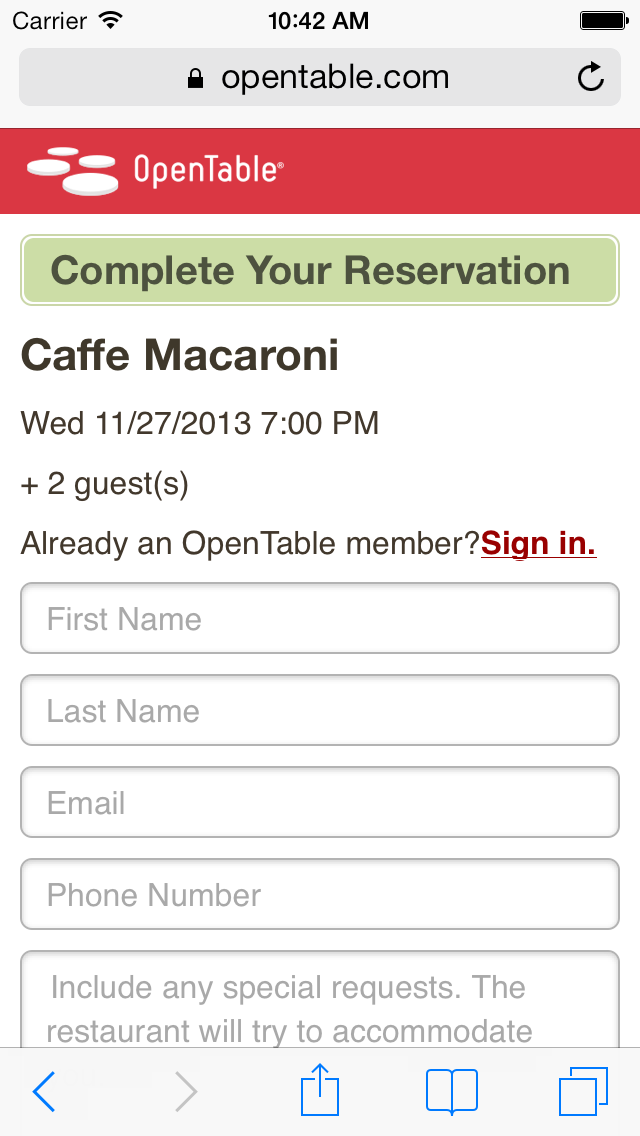 Carrier 10:42 AM
opentable.com
OpenTable®
Complete Your Reservation
Caffe Macaroni
Wed 11/27/2013 7:00 PM
+ 2 guest(s)
Already an OpenTable member?Sign in.
First Name
Last Name
Email
Phone Number
Include any special requests. The
restaurant will try to accommodate